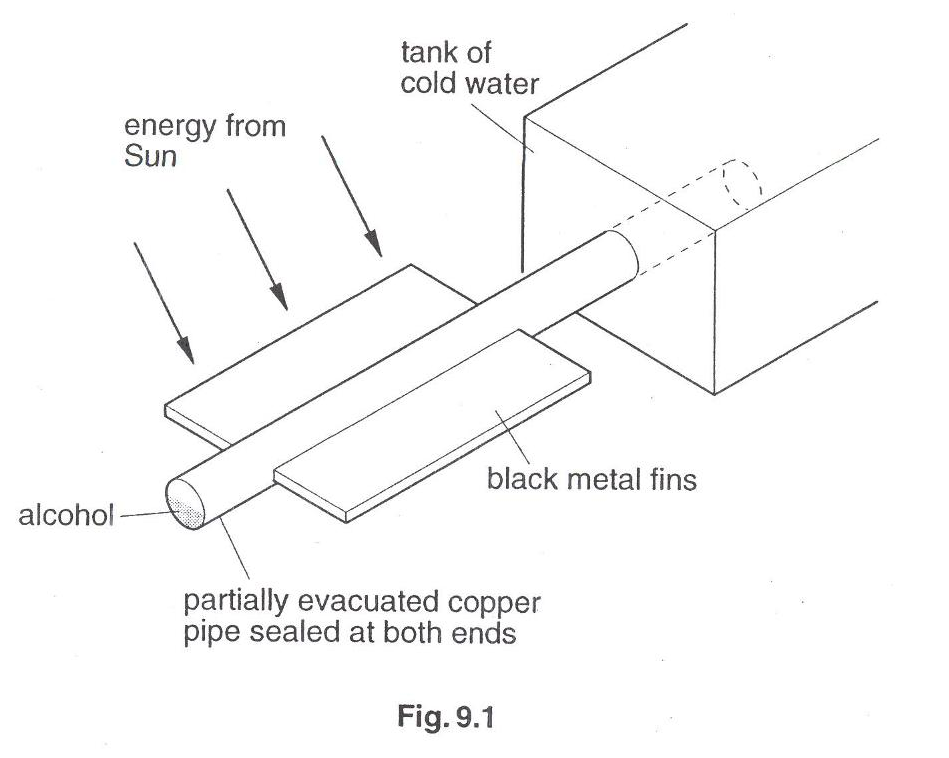 tank of
cold water
energy from
Sun
black metal fins
alcohol
partially evacuated copper
pipe sealed at both ends
Fig. 9.1